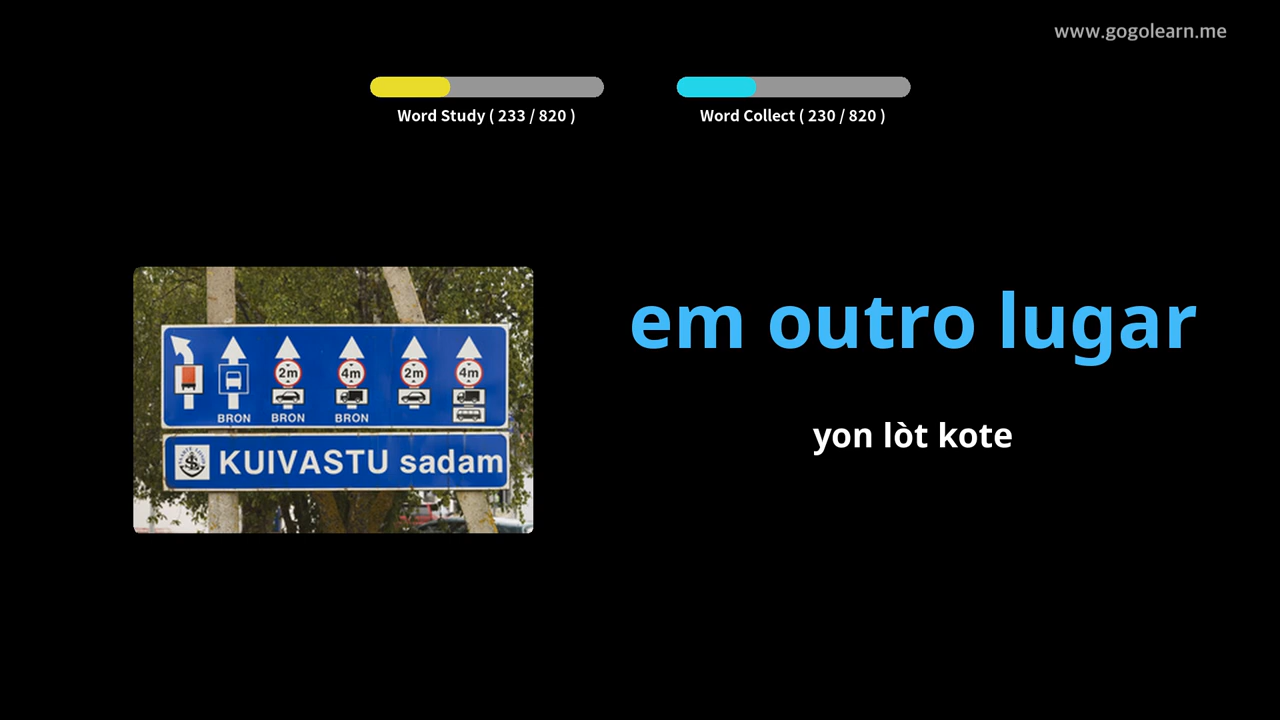 www.gogolearn.me
Word Study ( 233 / 820 )
Word Collect ( 230 / 820 )
em outro lugar
yon lòt kote
2m 4m 2m 4m
BRON BRON BRON
KUIVASTU sadam